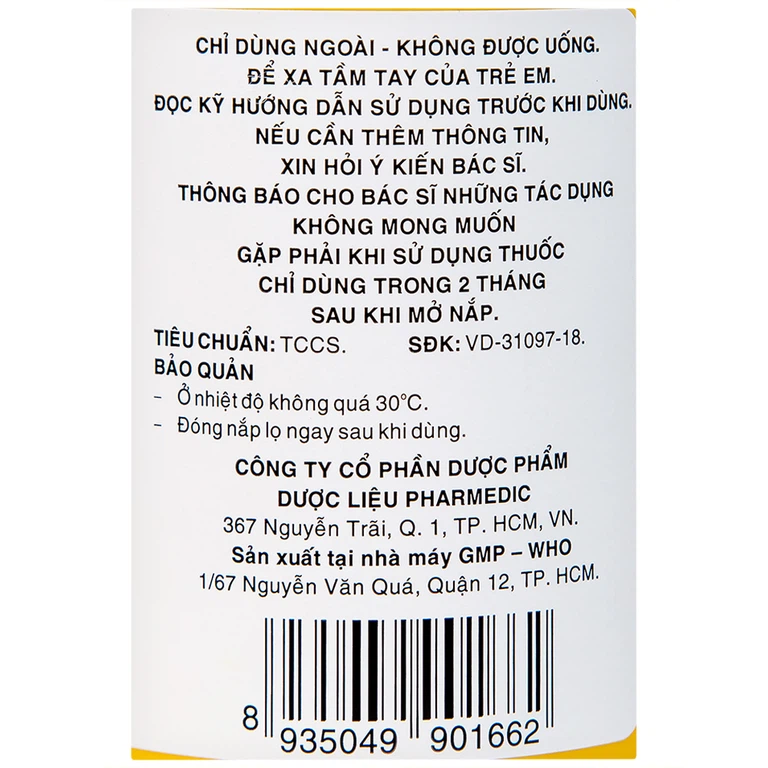 CHỈ DÙNG NGOÀI - KHÔNG ĐƯỢC UỐNG.
ĐỂ XA TẦM TAY CỦA TRẺ EM.
ĐỌC KỸ HƯỚNG DẪN SỬ DỤNG TRƯỚC KHI DÙNG.
NẾU CẦN THÊM THÔNG TIN,
XIN HỎI Ý KIẾN BÁC SĨ.
THÔNG BÁO CHO BÁC SĨ NHỮNG TÁC DỤNG
KHÔNG MONG MUỐN
GẶP PHẢI KHI SỬ DỤNG THUỐC
CHỈ DÙNG TRONG 2 THÁNG
SAU KHI MỞ NẮP.
TIÊU CHUẨN: TCCS. SĐK: VD-31097-18.
BẢO QUẢN
- Ở nhiệt độ không quá 30°C.
- Đóng nắp lọ ngay sau khi dùng.
CÔNG TY CỔ PHẦN DƯỢC PHẨM
DƯỢC LIỆU PHARMEDIC
367 Nguyễn Trãi, Q. 1, TP. HCM, VN.
Sản xuất tại nhà máy GMP – WHO
1/67 Nguyễn Văn Quá, Quận 12, TP. HCM.
8 935049 901662